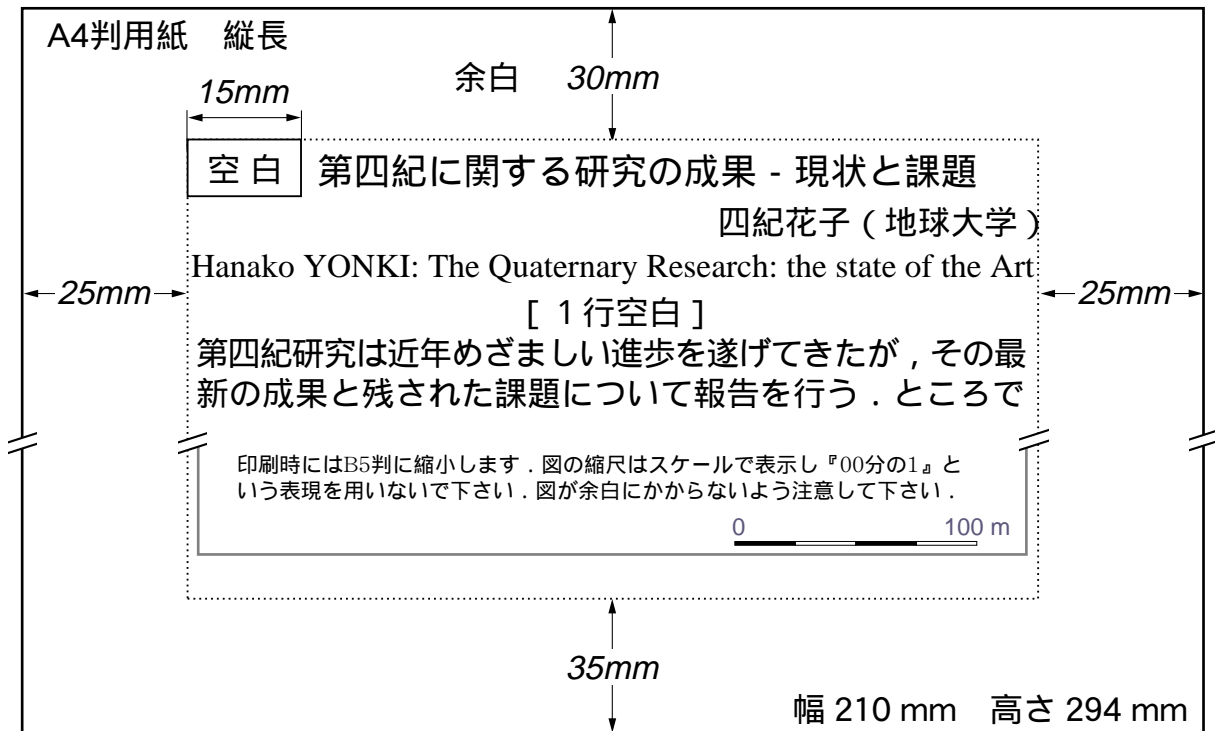 A4判用紙　縦長
余白　30mm
15mm
空 白　第四紀に関する研究の成果 - 現状と課題
四紀花子（地球大学）
Hanako YONKI: The Quaternary Research: the state of the Art
25mm
25mm
[ １行空白 ]
第四紀研究は近年めざましい進歩を遂げてきたが，その最
新の成果と残された課題について報告を行う．ところで
印刷時にはB5判に縮小します．図の縮尺はスケールで表示し『00分の1』と
いう表現を用いないで下さい．図が余白にかからないよう注意して下さい．
0　100 m
35mm
幅 210 mm　高さ 294 mm